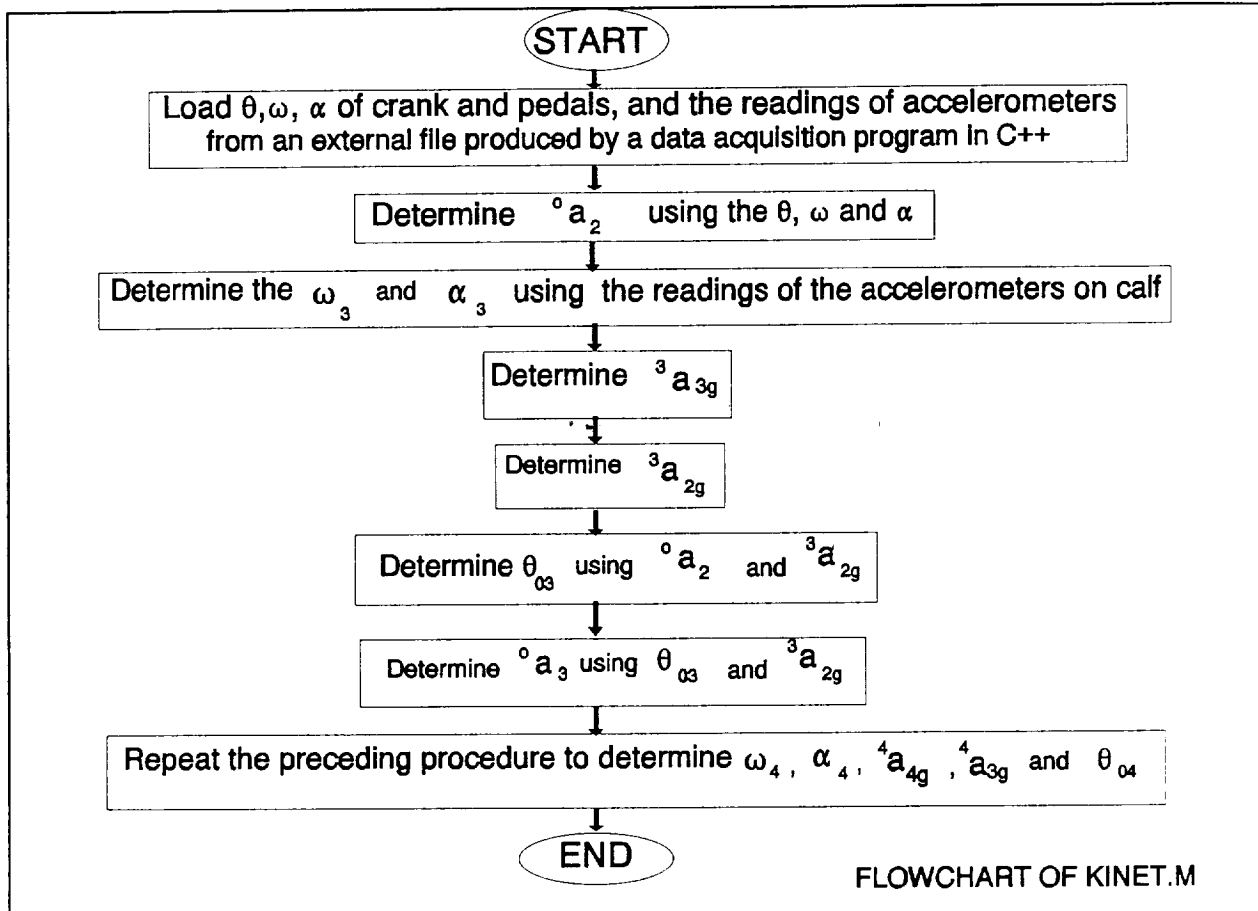 START
Load θ,ω, α of crank and pedals, and the readings of accelerometers
from an external file produced by a data acquisition program in C++
Determine ⁰a₂ using the θ, ω and α
Determine the ω₃ and α₃ using the readings of the accelerometers on calf
Determine ³a₃g
Determine ³a₂g
Determine θ₀₃ using ⁰a₂ and ³a₂g
Determine ⁰a₃ using θ₀₃ and ³a₂g
Repeat the preceding procedure to determine ω₄, α₄, ⁴a₄g ,⁴a₃g and θ₀₄
END
FLOWCHART OF KINET.M